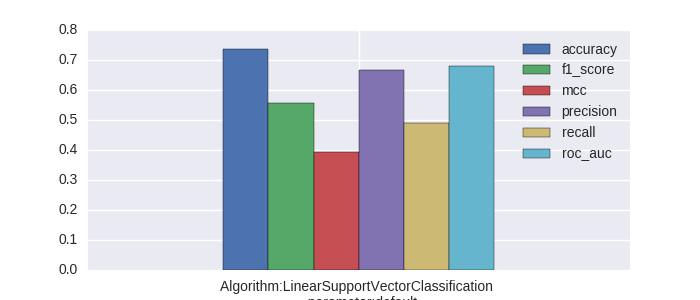 0.8
0.7
0.6
0.5
0.4
0.3
0.2
0.1
0.0
accuracy
f1_score
mcc
precision
recall
roc_auc
Algorithm:LinearSupportVectorClassification